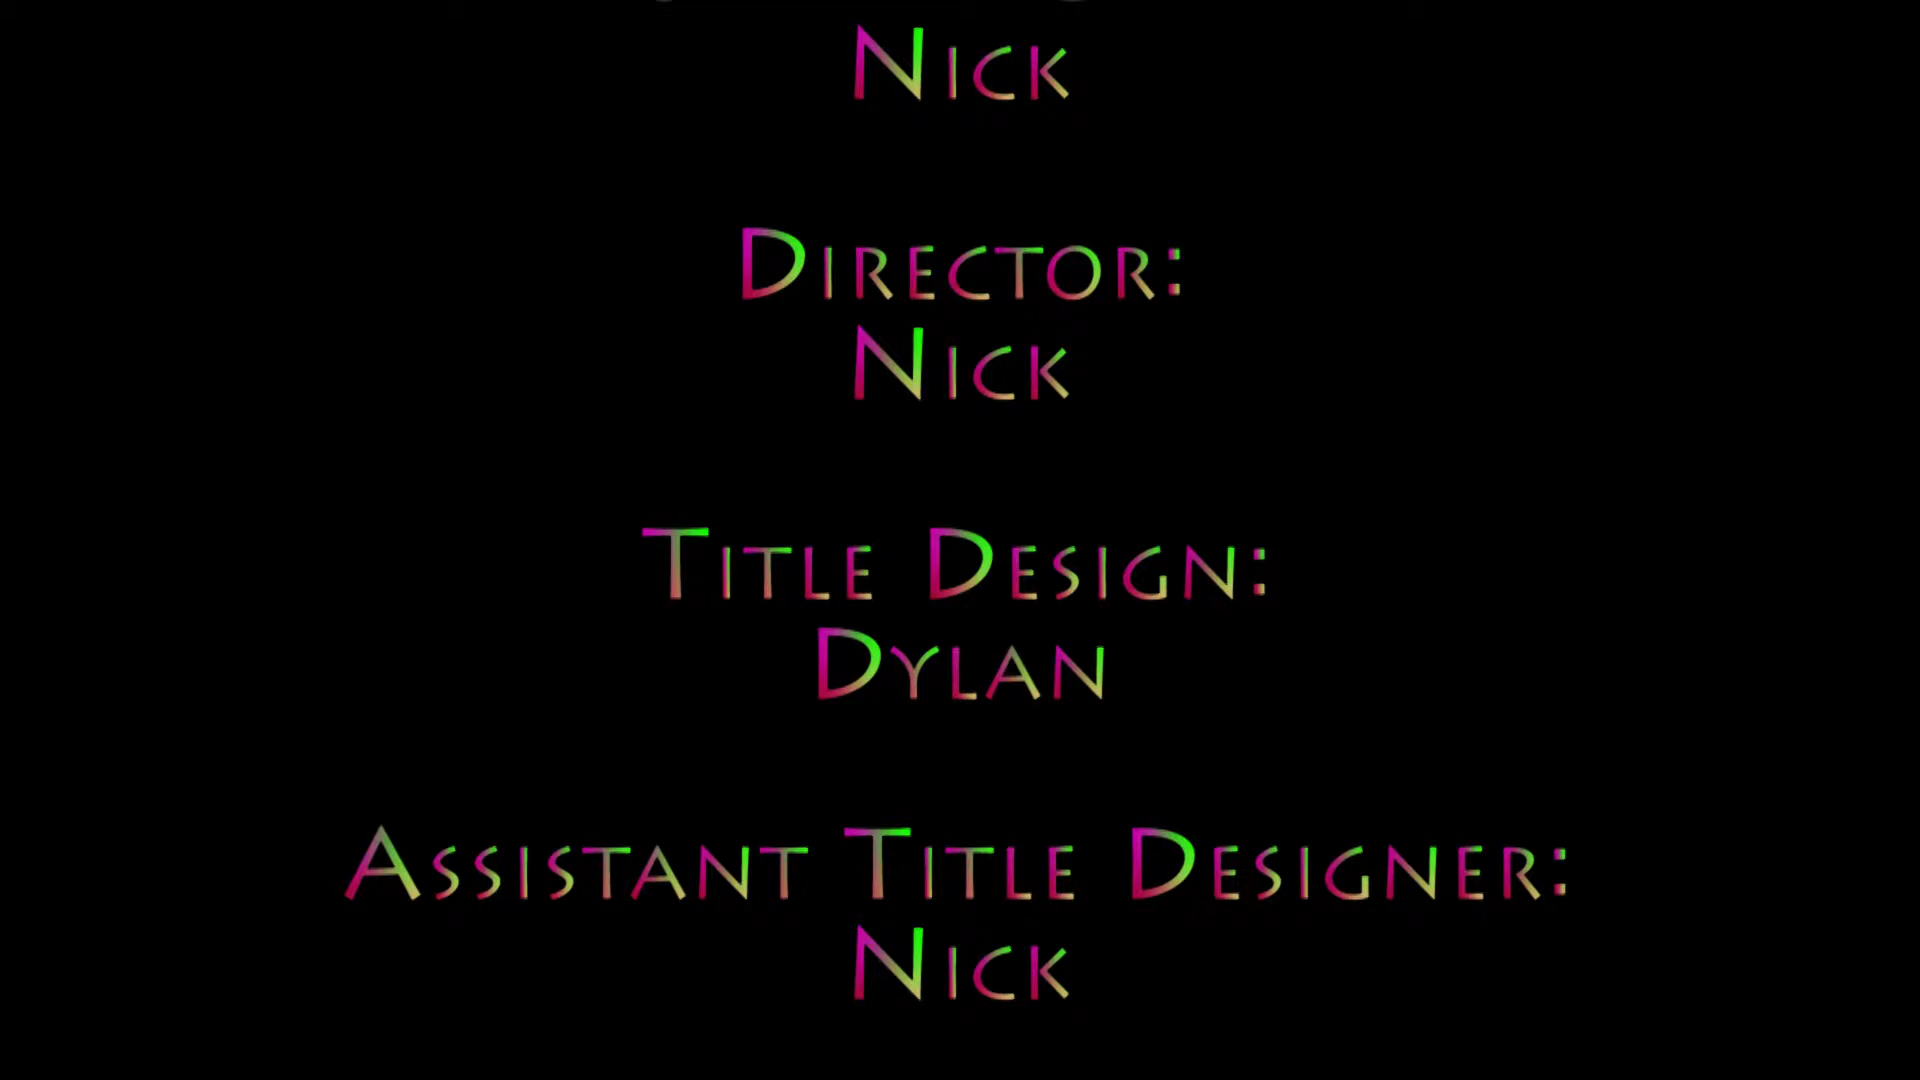 Nick
Director:
Nick
Title Design:
Dylan
Assistant Title Designer:
Nick